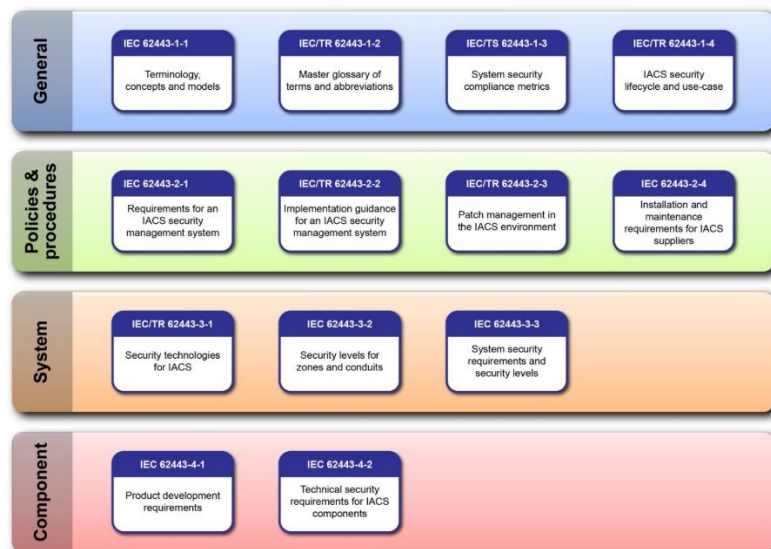 General
IEC 62443-1-1
Terminology,
concepts and models
IEC/TR 62443-1-2
Master glossary of
terms and abbreviations
IEC/TS 62443-1-3
System security
compliance metrics
IEC/TR 62443-1-4
IACS security
lifecycle and use-case
Policies &
procedures
IEC 62443-2-1
Requirements for an
IACS security
management system
IEC/TR 62443-2-2
Implementation guidance
for an IACS security
management system
IEC/TR 62443-2-3
Patch management in
the IACS environment
IEC 62443-2-4
Installation and
maintenance
requirements for IACS
suppliers
System
IEC/TR 62443-3-1
Security technologies
for IACS
IEC 62443-3-2
Security levels for
zones and conduits
IEC 62443-3-3
System security
requirements and
security levels
Component
IEC 62443-4-1
Product development
requirements
IEC 62443-4-2
Technical security
requirements for IACS
components